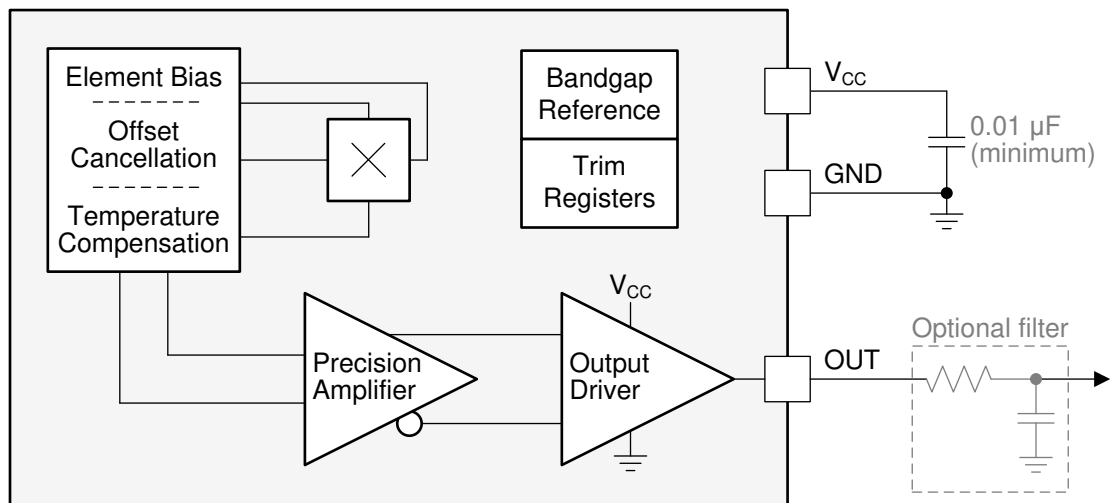 Element Bias
Offset
Cancellation
Temperature
Compensation
Bandgap
Reference
Trim
Registers
VCC
0.01 µF
(minimum)
GND
VCC
Precision
Amplifier
Output
Driver
OUT
Optional filter